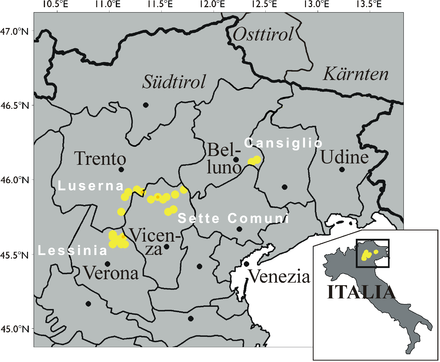 10.5°E 11.0°E 11.5°E 12.0°E 12.5°E 13.0°E 13.5°E
47.0°N
Osttirol
Südtirol
Kärnten
46.5°N
Cansiglio
Trento
Bel-
luno
Udine
46.0°N
Luserna
Sette Comuni
Lessinia
Vicen-
za
45.5°N
Verona
Venezia
ITALIA
45.0°N